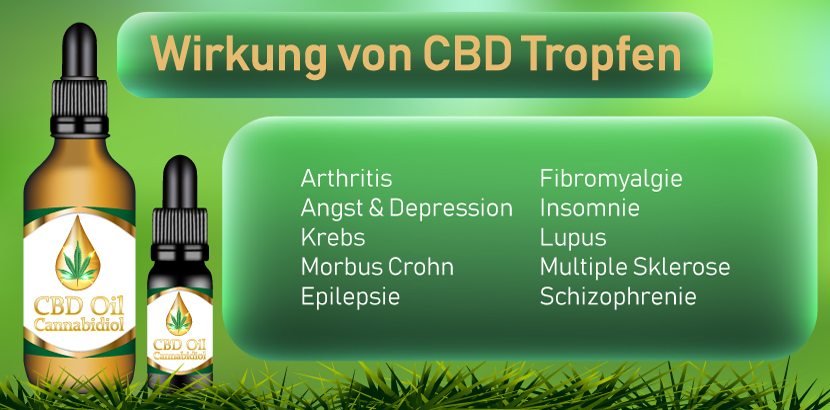 Wirkung von CBD Tropfen
Arthritis
Angst & Depression
Krebs
Morbus Crohn
Epilepsie
Fibromyalgie
Insomnie
Lupus
Multiple Sklerose
Schizophrenie
CBD Oil
Cannabidiol
CBD Oil
Cannabidiol